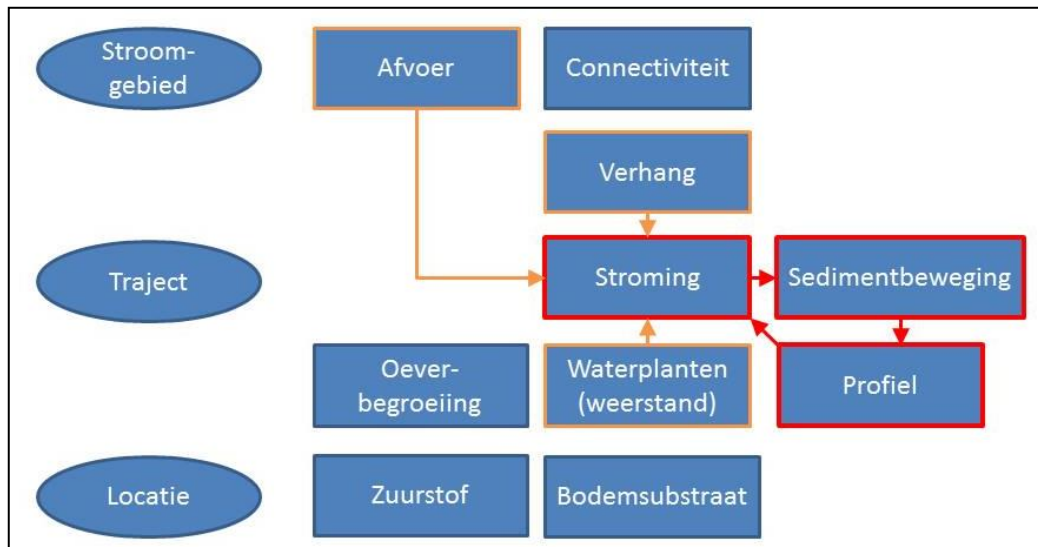 Stroom-
gebied
Afvoer
Connectiviteit
Verhang
Traject
Stroming
Sedimentbeweging
Oever-
begroeiing
Waterplanten
(weerstand)
Profiel
Locatie
Zuurstof
Bodemsubstraat